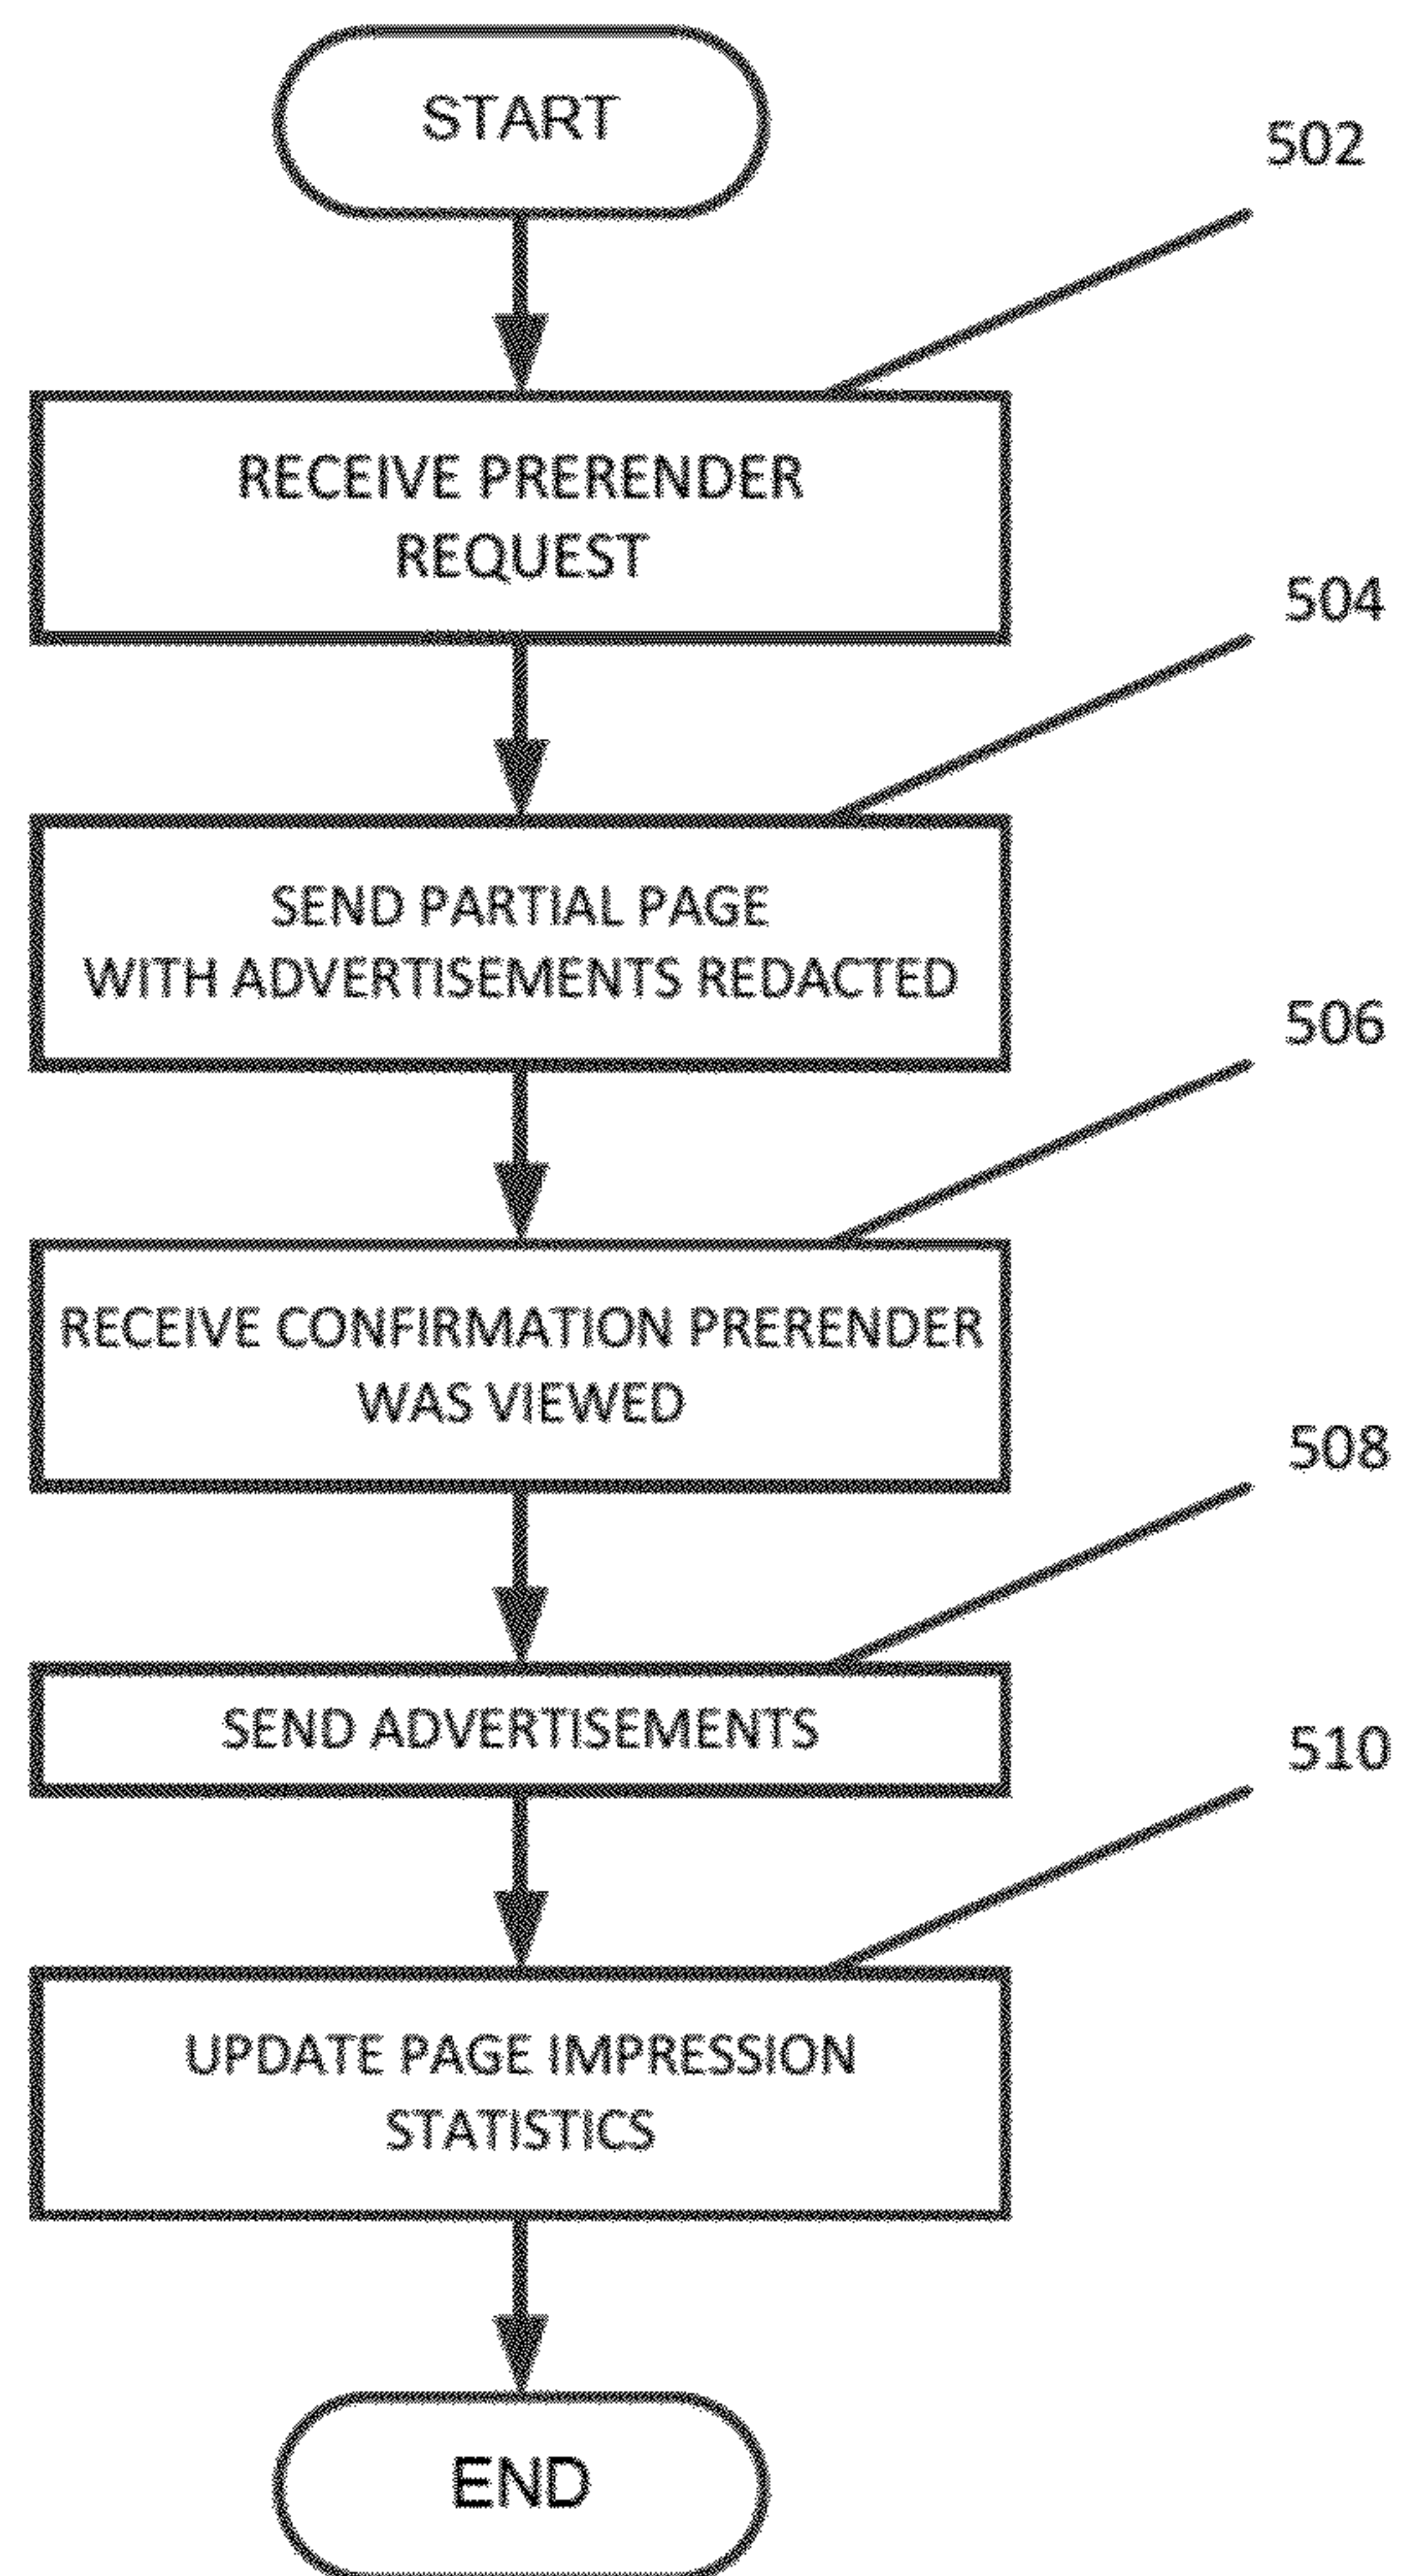 START
502
RECEIVE PRERENDER
REQUEST
504
SEND PARTIAL PAGE
WITH ADVERTISEMENTS REDACTED
506
RECEIVE CONFIRMATION PRERENDER
WAS VIEWED
508
SEND ADVERTISEMENTS
510
UPDATE PAGE IMPRESSION
STATISTICS
END